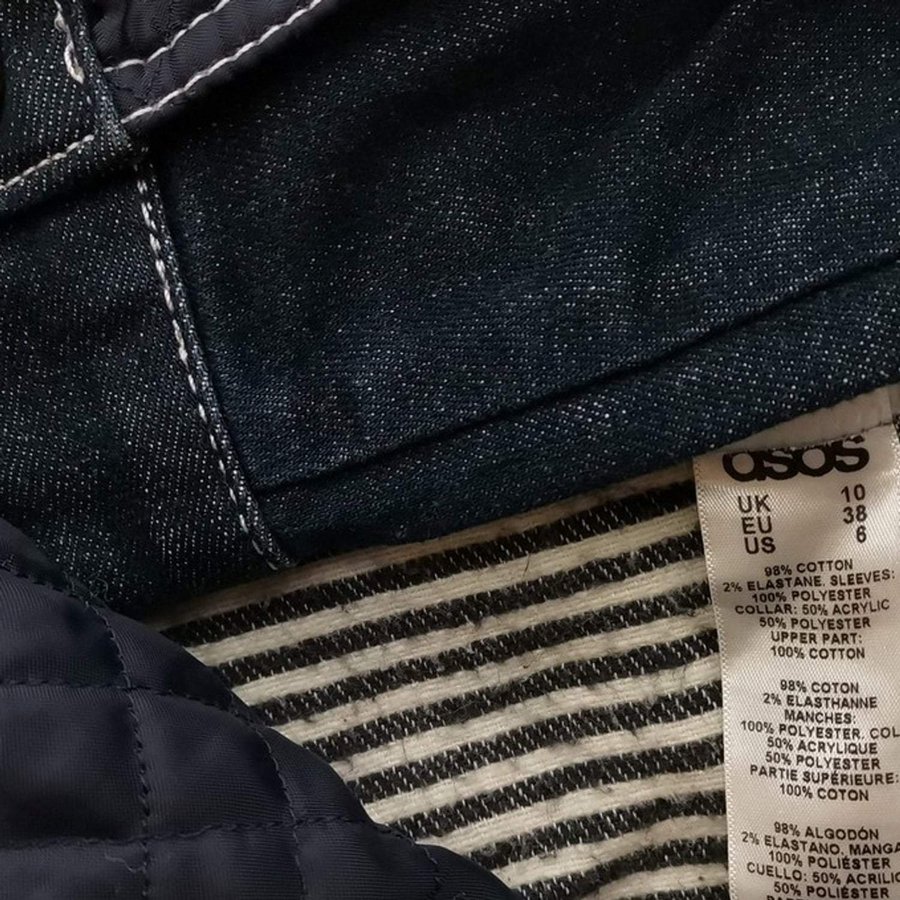 asos
UK 10
EU 38
US 6
98% COTTON
2% ELASTANE. SLEEVES:
100% POLYESTER
COLLAR: 50% ACRYLIC
50% POLYESTER
UPPER PART:
100% COTTON
98% COTON
2% ELASTHANNE
MANCHES:
100% POLYESTER. COL
50% ACRYLIQUE
50% POLYESTER
PARTIE SUPÉRIEURE:
100% COTON
98% ALGODÓN
2% ELASTANO. MANGA
100% POLIÉSTER
CUELLO: 50% ACRILIC
50% POLIÉSTER